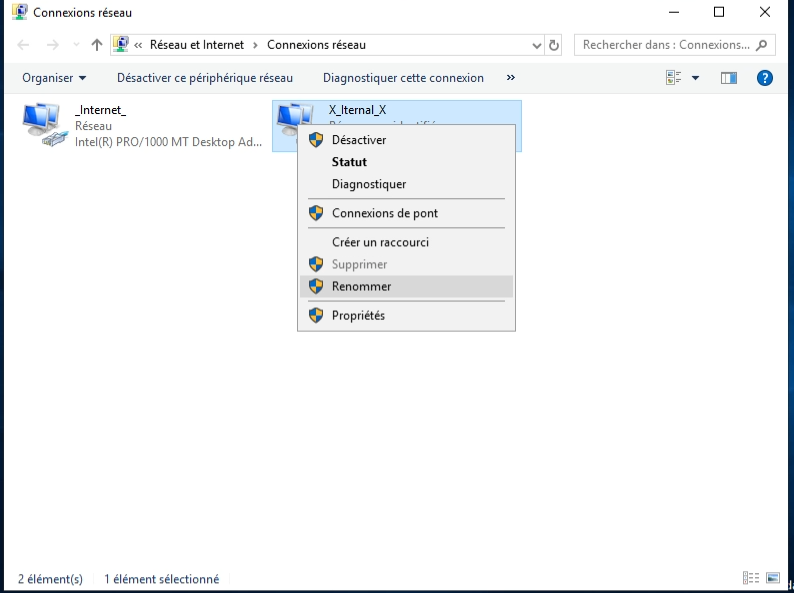 Connexions réseau
« Réseau et Internet > Connexions réseau
Rechercher dans : Connexions...
Organiser
Désactiver ce périphérique réseau
Diagnostiquer cette connexion
»
_Internet_
Réseau
Intel(R) PRO/1000 MT Desktop Ad...
X_Iternal_X
Désactiver
Statut
Diagnostiquer
Connexions de pont
Créer un raccourci
Supprimer
Renommer
Propriétés
2 élément(s)
1 élément sélectionné